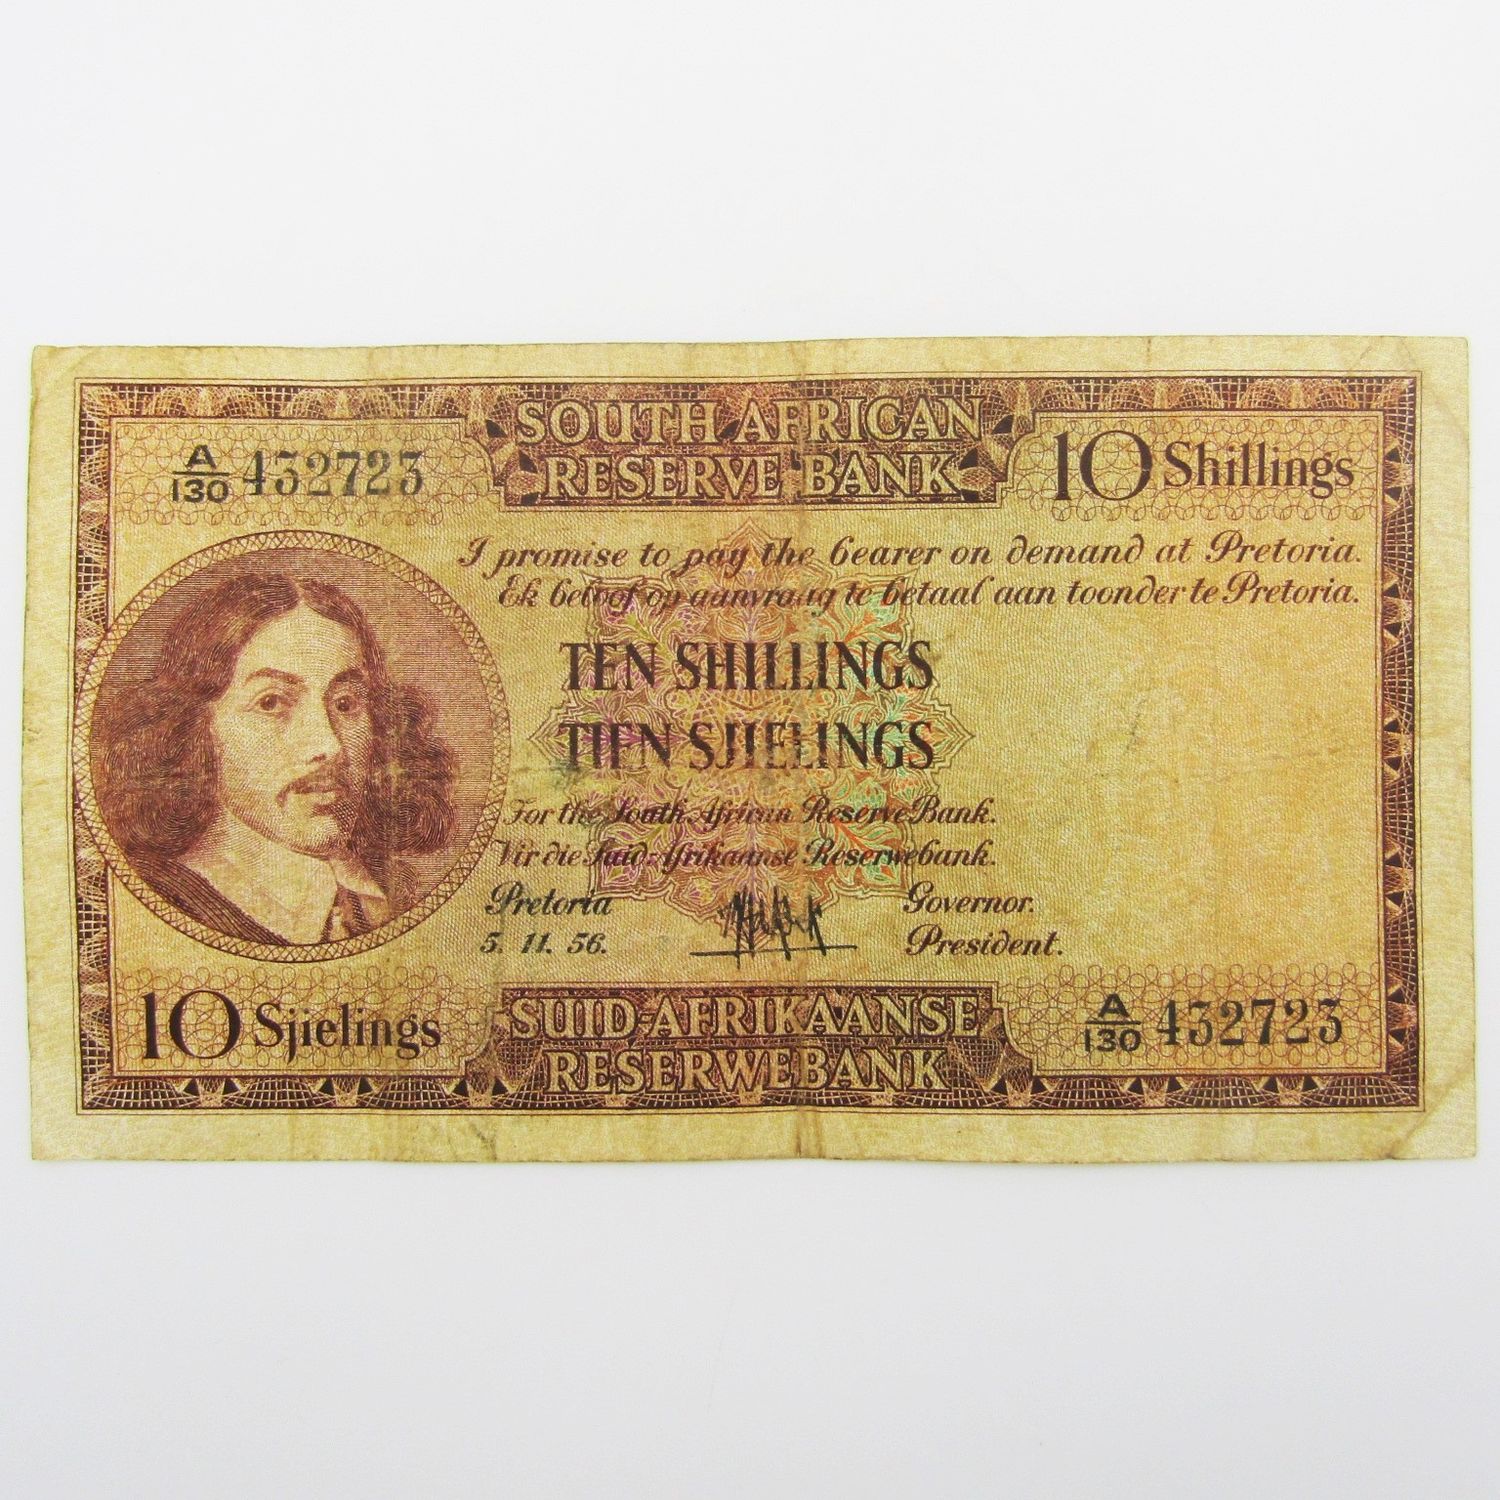 SOUTH AFRICAN
RESERVE BANK
A/130 432723
10 Shillings
I promise to pay the bearer on demand at Pretoria.
Ek beloof op aanvraag te betaal aan toonder te Pretoria.
TEN SHILLINGS
TIEN SJIELINGS
For the South African Reserve Bank.
Vir die Suid-Afrikaanse Reserwebank.
Pretoria
5. 11. 56.
Governor.
President.
10 Sjielings
SUID-AFRIKAANSE
RESERWEBANK
A/130 432723